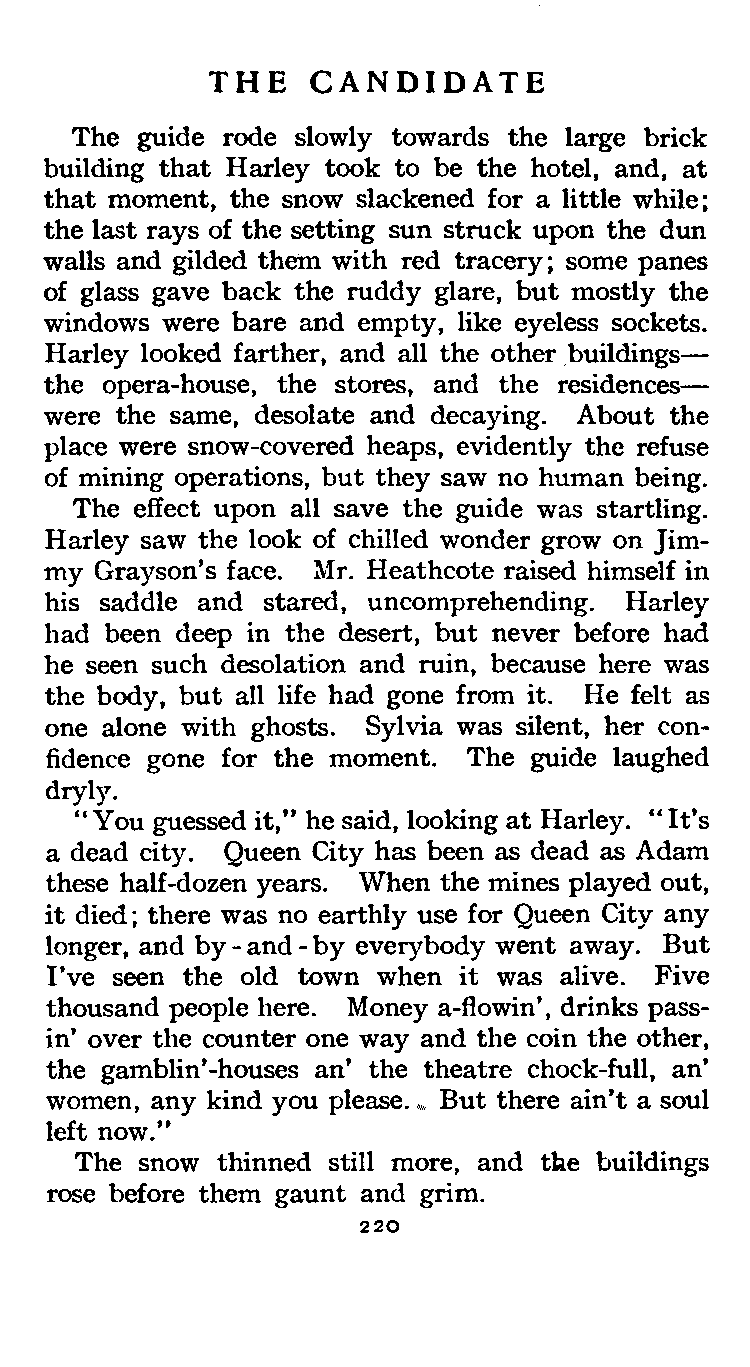 THE CANDIDATE
The guide rode slowly towards the large brick
building that Harley took to be the hotel, and, at
that moment, the snow slackened for a little while;
the last rays of the setting sun struck upon the dun
walls and gilded them with red tracery; some panes
of glass gave back the ruddy glare, but mostly the
windows were bare and empty, like eyeless sockets.
Harley looked farther, and all the other buildings—
the opera-house, the stores, and the residences—
were the same, desolate and decaying. About the
place were snow-covered heaps, evidently the refuse
of mining operations, but they saw no human being.
The effect upon all save the guide was startling.
Harley saw the look of chilled wonder grow on Jim-
my Grayson's face. Mr. Heathcote raised himself in
his saddle and stared, uncomprehending. Harley
had been deep in the desert, but never before had
he seen such desolation and ruin, because here was
the body, but all life had gone from it. He felt as
one alone with ghosts. Sylvia was silent, her con-
fidence gone for the moment. The guide laughed
dryly.
"You guessed it," he said, looking at Harley. "It's
a dead city. Queen City has been as dead as Adam
these half-dozen years. When the mines played out,
it died; there was no earthly use for Queen City any
longer, and by-and-by everybody went away. But
I've seen the old town when it was alive. Five
thousand people here. Money a-flowin', drinks pass-
in' over the counter one way and the coin the other,
the gamblin'-houses an' the theatre chock-full, an'
women, any kind you please. But there ain't a soul
left now."
The snow thinned still more, and the buildings
rose before them gaunt and grim.
220